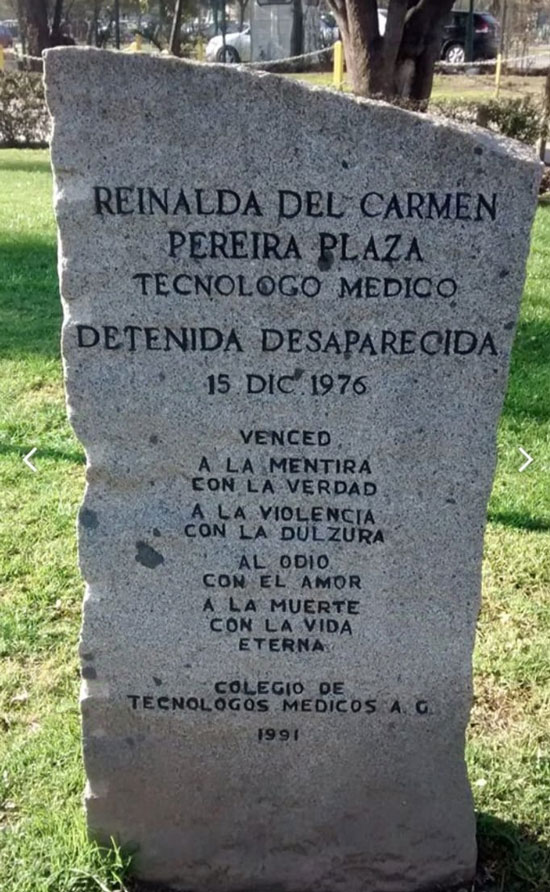 REINALDA DEL CARMEN
PEREIRA PLAZA
TECNOLOGO MEDICO
DETENIDA DESAPARECIDA
15 DIC. 1976
VENCED
A LA MENTIRA
CON LA VERDAD
A LA VIOLENCIA
CON LA DULZURA
AL ODIO
CON EL AMOR
A LA MUERTE
CON LA VIDA
ETERNA
COLEGIO DE
TECNOLOGOS MEDICOS A. G.
1991